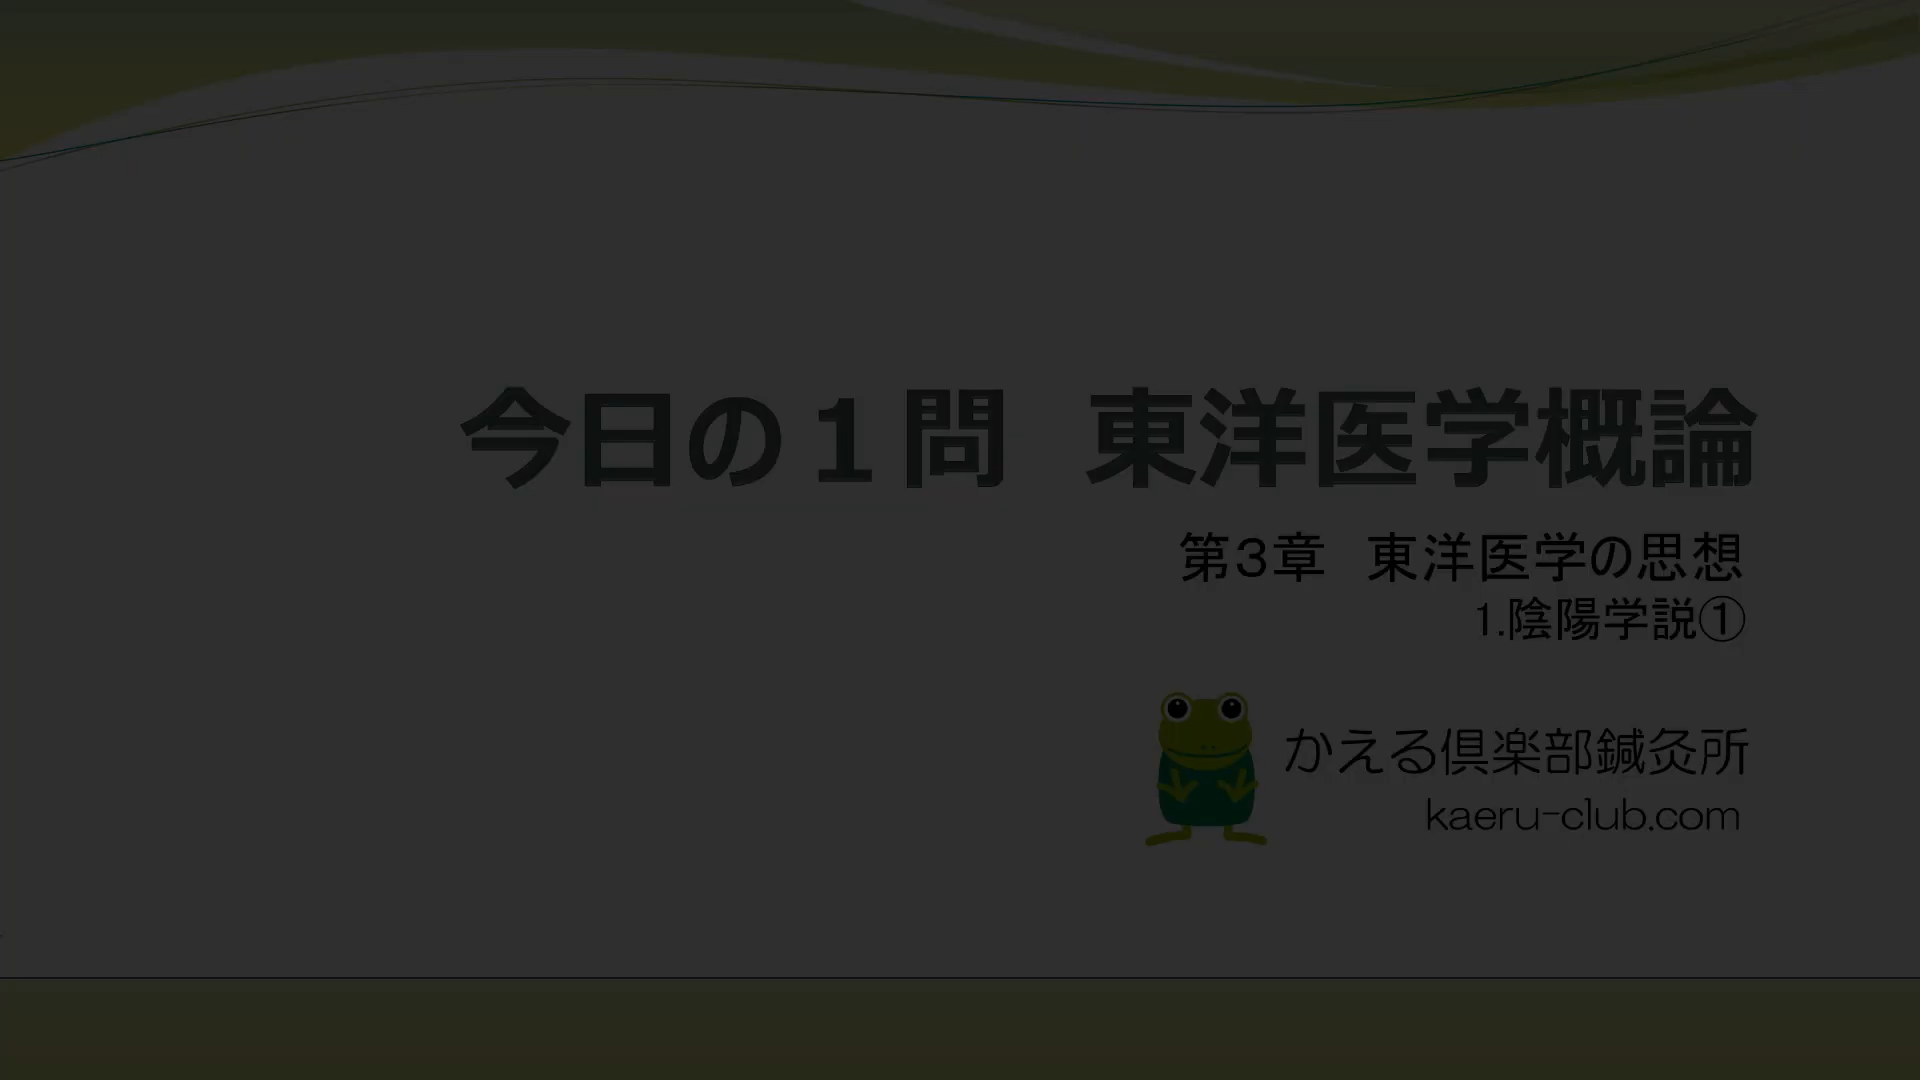 今日の１問　東洋医学概論
第３章　東洋医学の思想
1.陰陽学説①
かえる倶楽部鍼灸所
kaeru-club.com